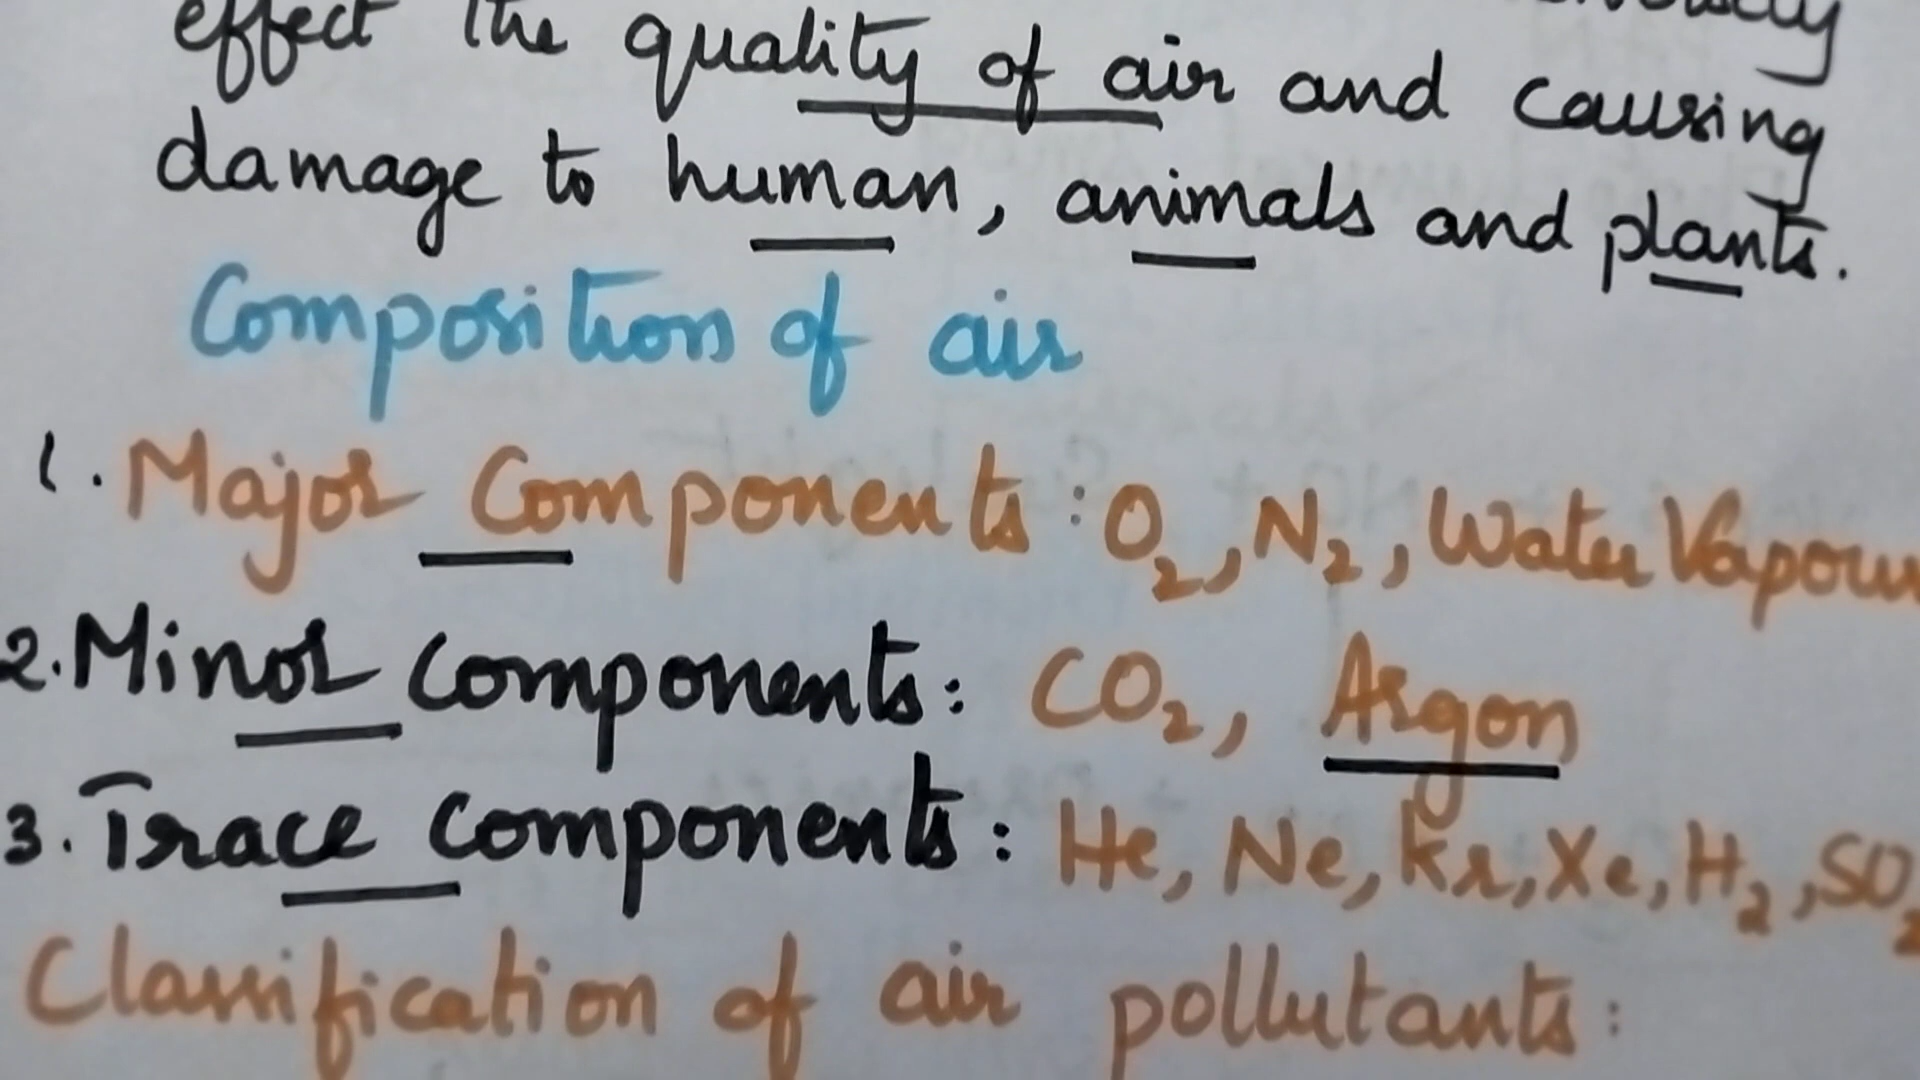 effect the quality of air and causing
damage to human, animals and plants.
Composition of air
1. Major Components : O₂, N₂, Water Vapour
2. Minor Components : CO₂, Argon
3. Trace Components : He, Ne, Kr, Xe, H₂, SO₂
Classification of air pollutants :